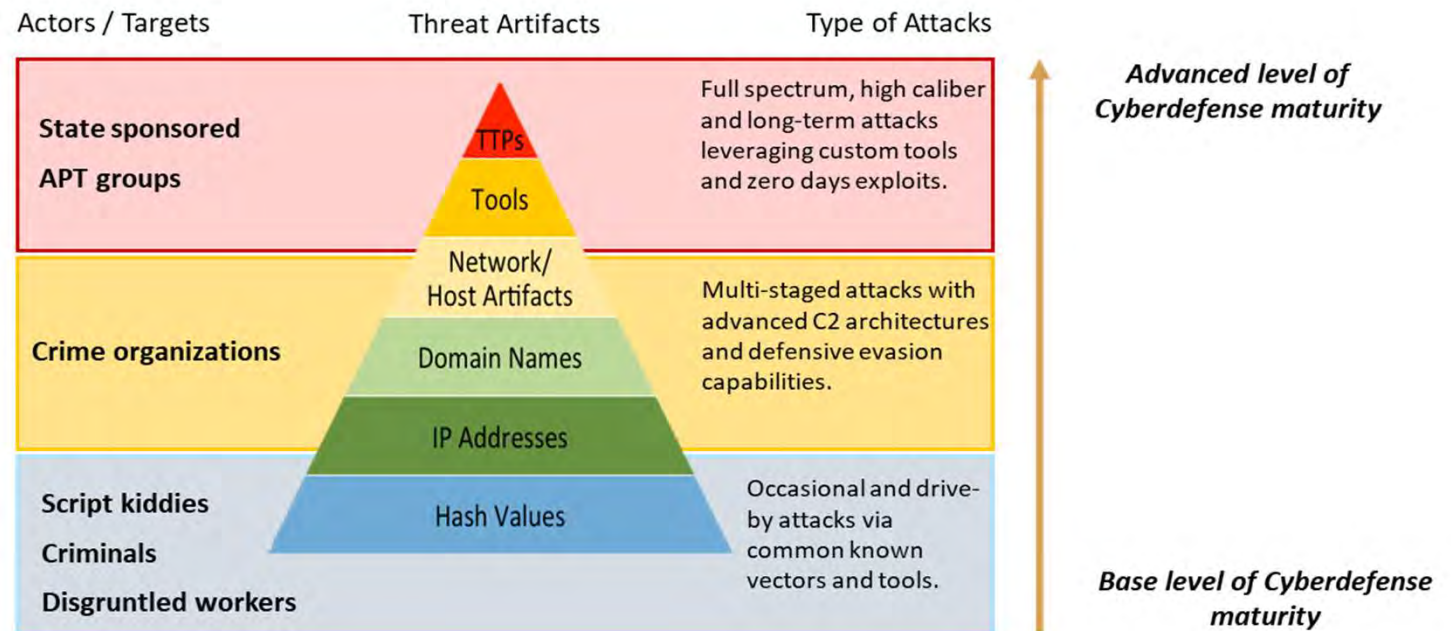 Actors / Targets
Threat Artifacts
Type of Attacks
State sponsored
APT groups
TTPs
Tools
Full spectrum, high caliber
and long-term attacks
leveraging custom tools
and zero days exploits.
Advanced level of
Cyberdefense maturity
Crime organizations
Network/
Host Artifacts
Domain Names
IP Addresses
Multi-staged attacks with
advanced C2 architectures
and defensive evasion
capabilities.
Script kiddies
Criminals
Disgruntled workers
Hash Values
Occasional and drive-
by attacks via
common known
vectors and tools.
Base level of Cyberdefense
maturity